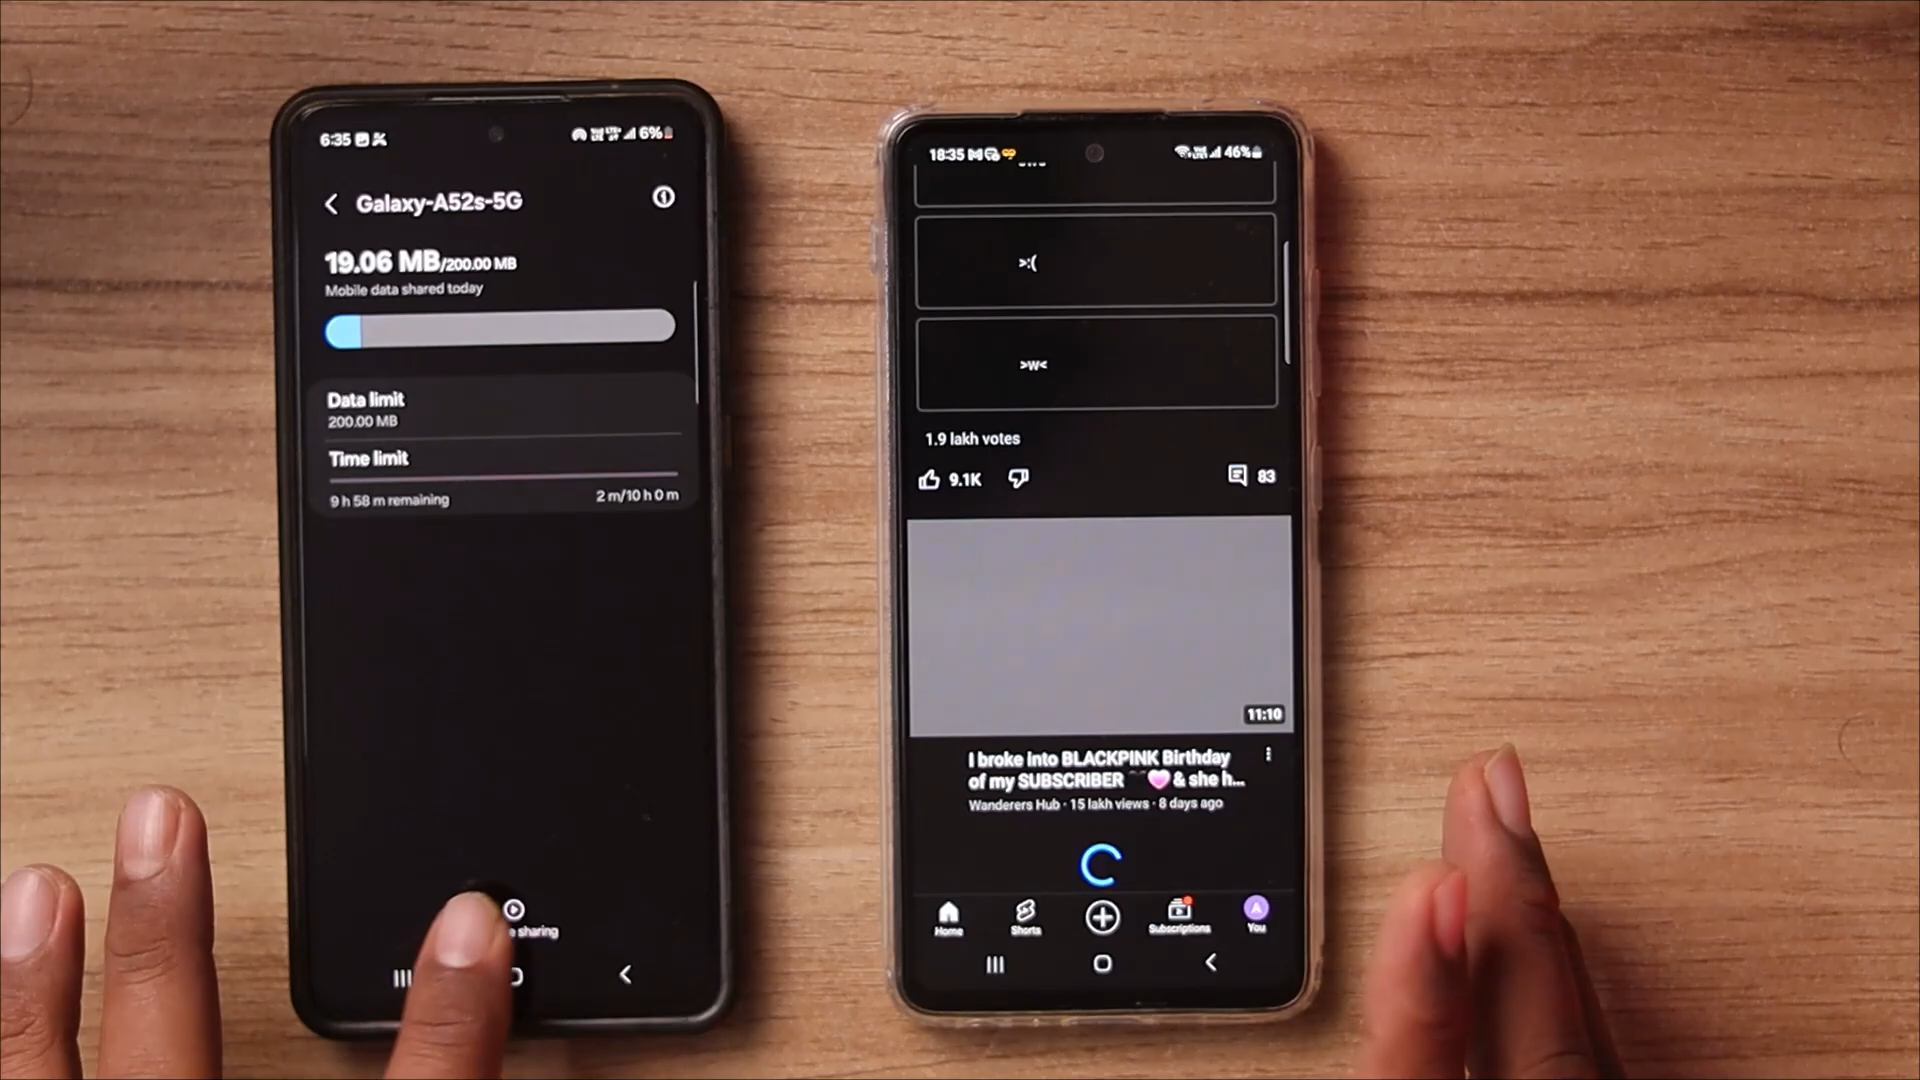 6:35
6%
Galaxy-A52s-5G
19.06 MB/200.00 MB
Mobile data shared today
Data limit
200.00 MB
Time limit
9 h 58 m remaining
2 m/10 h 0 m
sharing
18:35
46%
>:(
>w<
1.9 lakh votes
9.1K
83
11:10
I broke into BLACKPINK Birthday
of my SUBSCRIBER 🖤💗 & she h...
Wanderers Hub · 15 lakh views · 8 days ago
Home
Shorts
Subscriptions
A
You